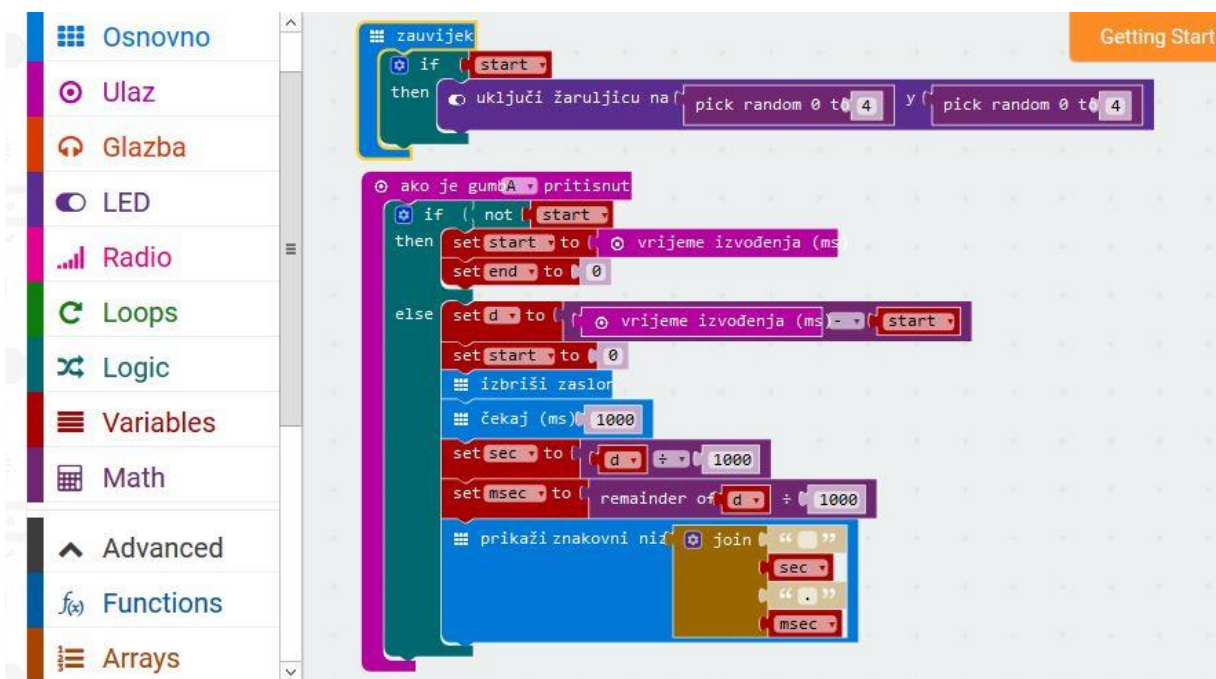 Osnovno
Ulaz
Glazba
LED
Radio
Loops
Logic
Variables
Math
Advanced
f(x) Functions
Arrays
Getting Start
zauvijek
if start
then uključi žaruljicu na pick random 0 to 4 y pick random 0 to 4
ako je gumb A pritisnut
if not start
then set start to vrijeme izvođenja (ms
set end to 0
else set d to vrijeme izvođenja (ms) - start
set start to 0
izbriši zaslon
čekaj (ms) 1000
set sec to d ÷ 1000
set msec to remainder of d ÷ 1000
prikaži znakovni niz join “ ”
sec
“ . ”
msec